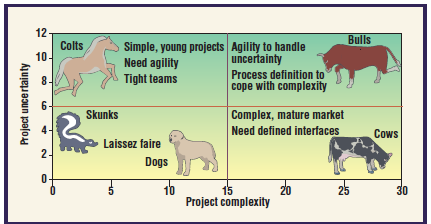 Project uncertainty
12
10
8
6
4
2
0
Colts
Simple, young projects
Need agility
Tight teams
Agility to handle
uncertainty
Process definition to
cope with complexity
Bulls
Skunks
Laissez faire
Dogs
Complex, mature market
Need defined interfaces
Cows
0 5 10 15 20 25 30
Project complexity